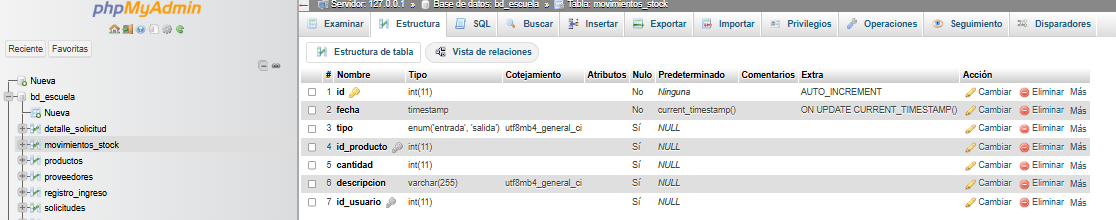 phpMyAdmin
Reciente Favoritas
Nueva
bd_escuela
Nueva
detalle_solicitud
movimientos_stock
productos
proveedores
registro_ingreso
solicitudes
Servidor: 127.0.0.1 » Base de datos: bd_escuela » Tabla: movimientos_stock
Examinar Estructura SQL Buscar Insertar Exportar Importar Privilegios Operaciones Seguimiento Disparadores
Estructura de tabla Vista de relaciones
# Nombre Tipo Cotejamiento Atributos Nulo Predeterminado Comentarios Extra Acción
1 id int(11) No Ninguna AUTO_INCREMENT Cambiar Eliminar Más
2 fecha timestamp No current_timestamp() ON UPDATE CURRENT_TIMESTAMP() Cambiar Eliminar Más
3 tipo enum('entrada', 'salida') utf8mb4_general_ci Sí NULL Cambiar Eliminar Más
4 id_producto int(11) Sí NULL Cambiar Eliminar Más
5 cantidad int(11) Sí NULL Cambiar Eliminar Más
6 descripcion varchar(255) utf8mb4_general_ci Sí NULL Cambiar Eliminar Más
7 id_usuario int(11) Sí NULL Cambiar Eliminar Más